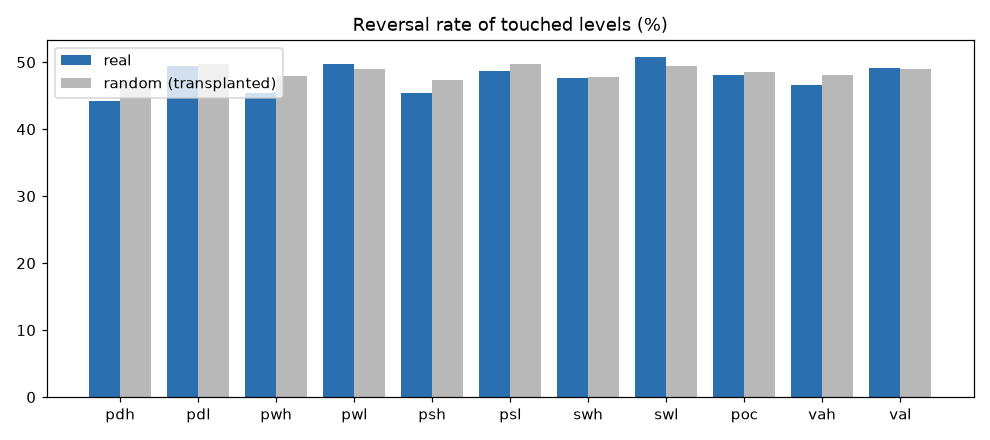 Reversal rate of touched levels (%)
real
random (transplanted)
50
40
30
20
10
0
pdh pdl pwh pwl psh psl swh swl poc vah val